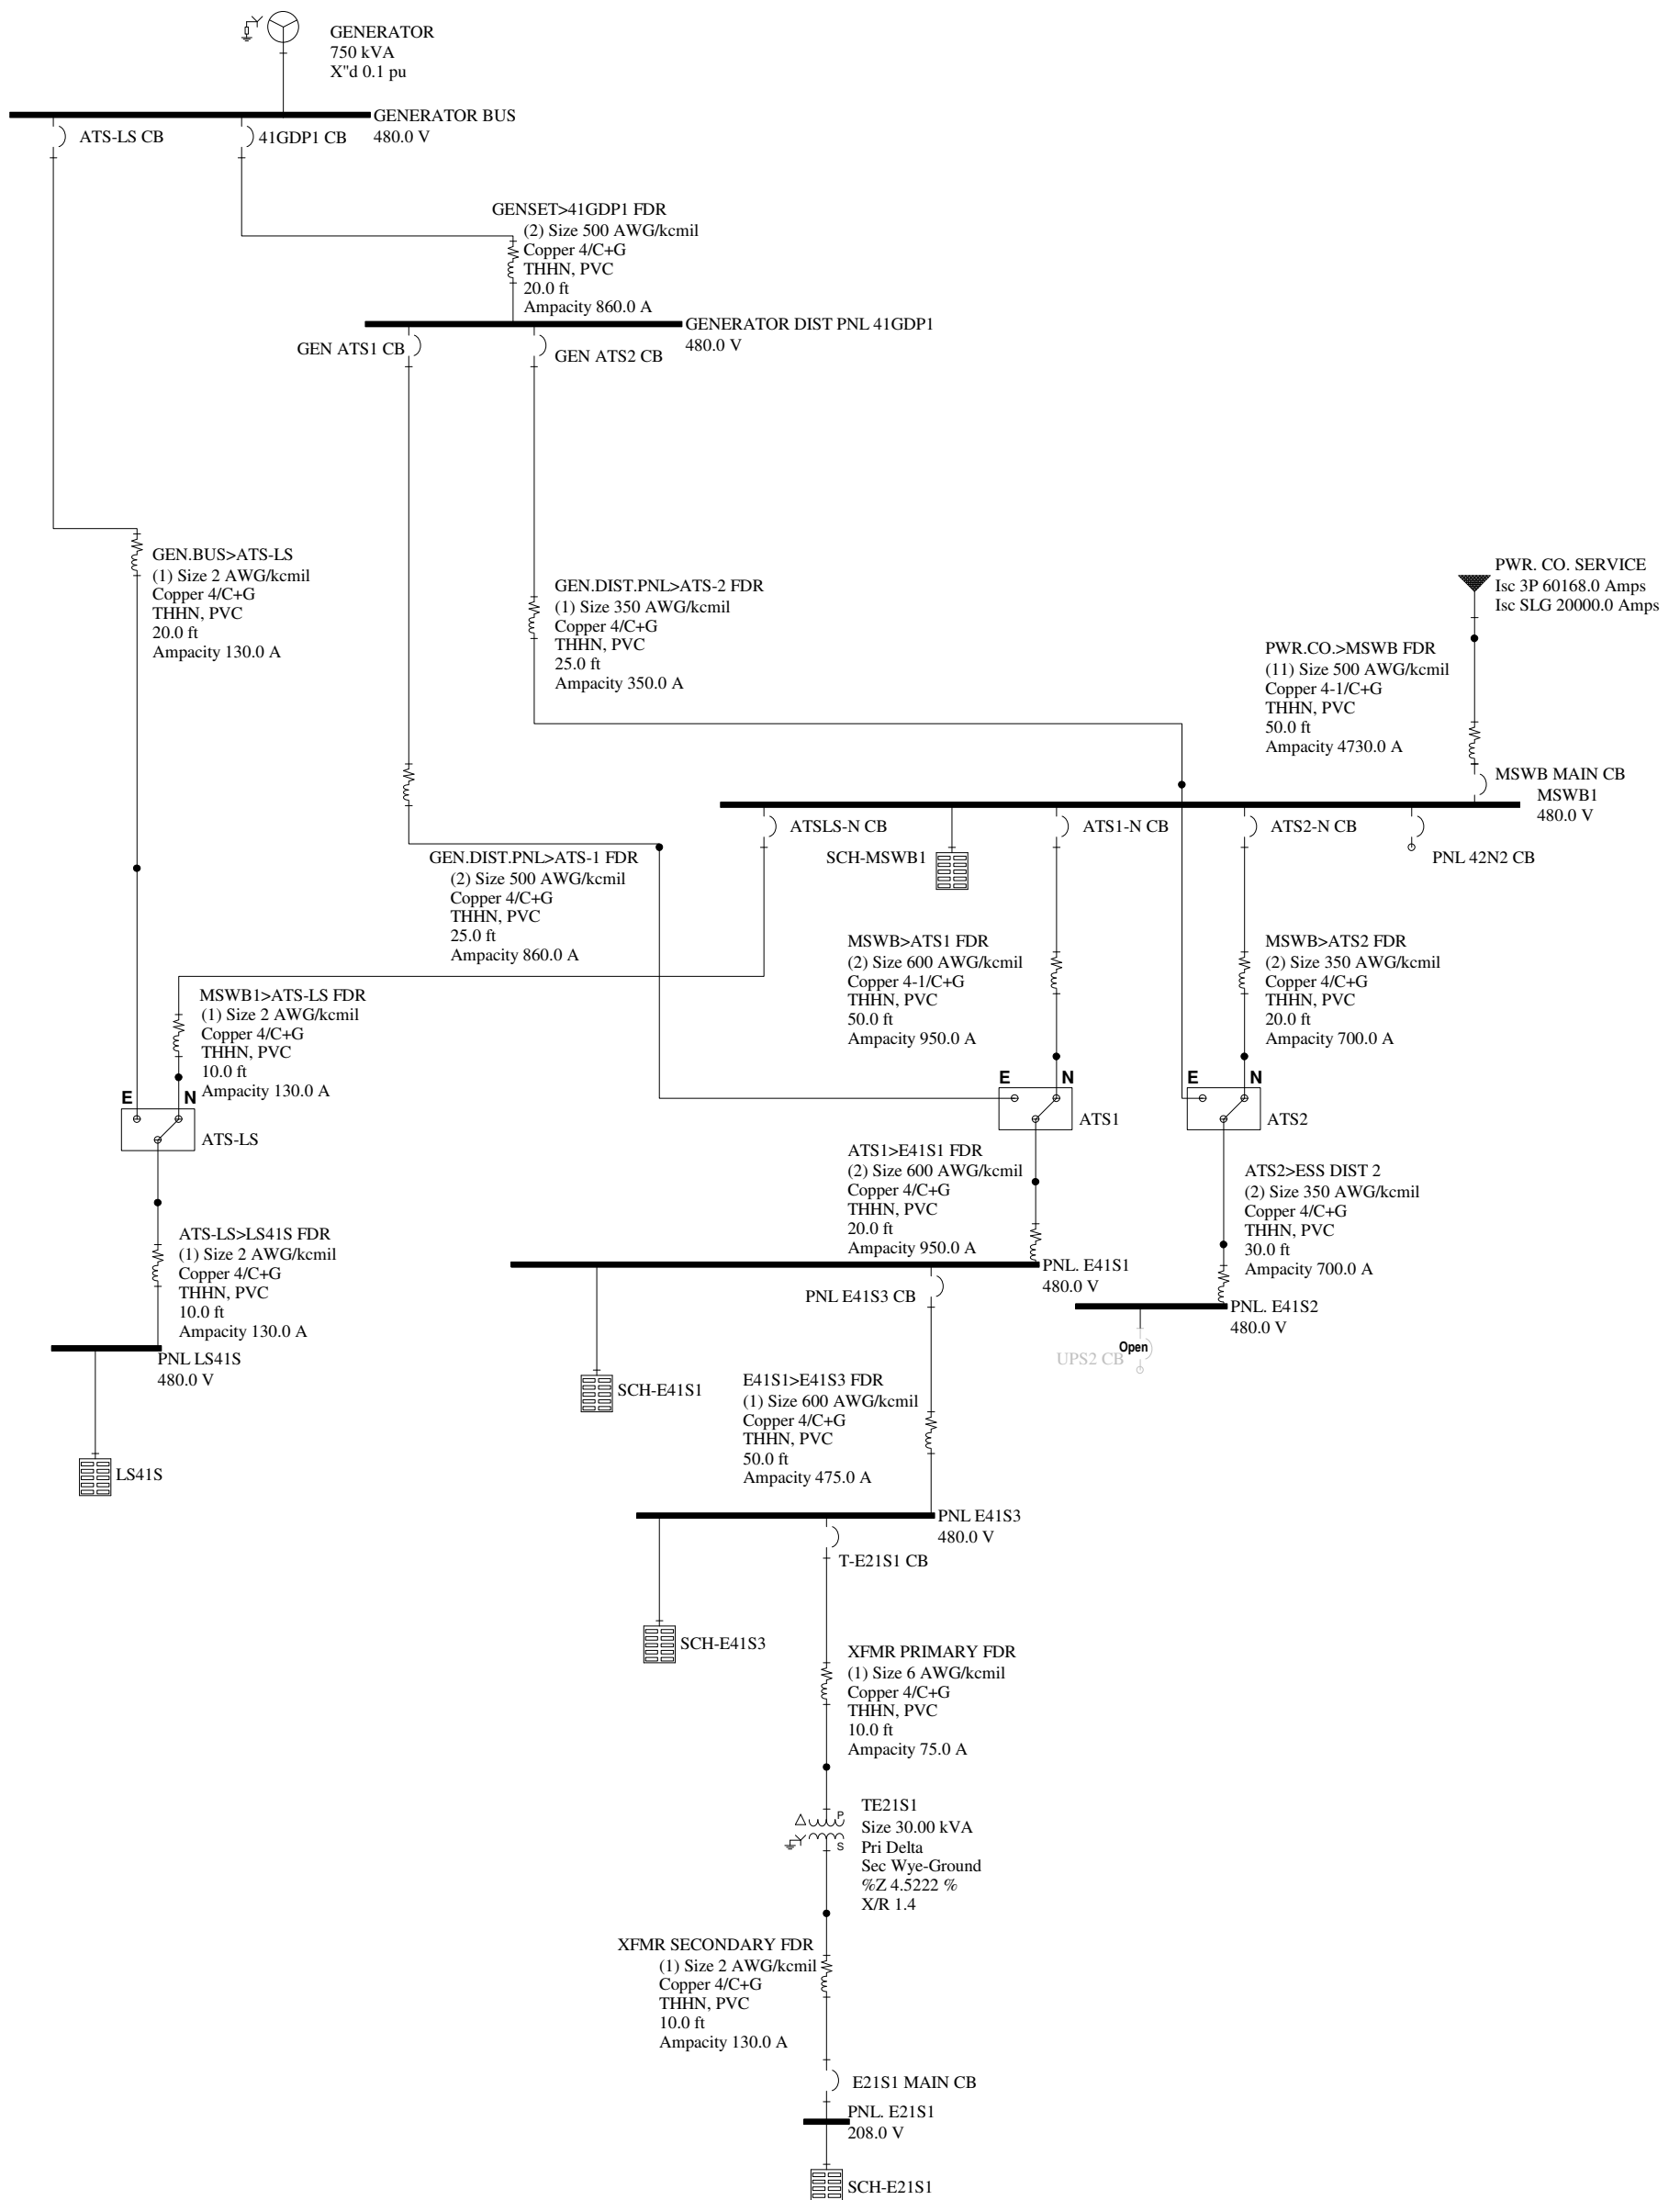 GENERATOR
750 kVA
X"d 0.1 pu
GENERATOR BUS
480.0 V
ATS-LS CB
41GDP1 CB
GENSET>41GDP1 FDR
(2) Size 500 AWG/kcmil
Copper 4/C+G
THHN, PVC
20.0 ft
Ampacity 860.0 A
GENERATOR DIST PNL 41GDP1
480.0 V
GEN ATS1 CB
GEN ATS2 CB
GEN.BUS>ATS-LS
(1) Size 2 AWG/kcmil
Copper 4/C+G
THHN, PVC
20.0 ft
Ampacity 130.0 A
GEN.DIST.PNL>ATS-2 FDR
(1) Size 350 AWG/kcmil
Copper 4/C+G
THHN, PVC
25.0 ft
Ampacity 350.0 A
PWR. CO. SERVICE
Isc 3P 60168.0 Amps
Isc SLG 20000.0 Amps
PWR.CO.>MSWB FDR
(11) Size 500 AWG/kcmil
Copper 4-1/C+G
THHN, PVC
50.0 ft
Ampacity 4730.0 A
MSWB MAIN CB
MSWB1
480.0 V
ATSLS-N CB
SCH-MSWB1
ATS1-N CB
ATS2-N CB
PNL 42N2 CB
GEN.DIST.PNL>ATS-1 FDR
(2) Size 500 AWG/kcmil
Copper 4/C+G
THHN, PVC
25.0 ft
Ampacity 860.0 A
MSWB>ATS1 FDR
(2) Size 600 AWG/kcmil
Copper 4-1/C+G
THHN, PVC
50.0 ft
Ampacity 950.0 A
MSWB>ATS2 FDR
(2) Size 350 AWG/kcmil
Copper 4/C+G
THHN, PVC
20.0 ft
Ampacity 700.0 A
MSWB1>ATS-LS FDR
(1) Size 2 AWG/kcmil
Copper 4/C+G
THHN, PVC
10.0 ft
Ampacity 130.0 A
E N
ATS-LS
E N
ATS1
E N
ATS2
ATS1>E41S1 FDR
(2) Size 600 AWG/kcmil
Copper 4/C+G
THHN, PVC
20.0 ft
Ampacity 950.0 A
ATS2>ESS DIST 2
(2) Size 350 AWG/kcmil
Copper 4/C+G
THHN, PVC
30.0 ft
Ampacity 700.0 A
ATS-LS>LS41S FDR
(1) Size 2 AWG/kcmil
Copper 4/C+G
THHN, PVC
10.0 ft
Ampacity 130.0 A
PNL. E41S1
480.0 V
PNL E41S3 CB
PNL. E41S2
480.0 V
Open
UPS2 CB
PNL LS41S
480.0 V
LS41S
SCH-E41S1
E41S1>E41S3 FDR
(1) Size 600 AWG/kcmil
Copper 4/C+G
THHN, PVC
50.0 ft
Ampacity 475.0 A
PNL E41S3
480.0 V
T-E21S1 CB
SCH-E41S3
XFMR PRIMARY FDR
(1) Size 6 AWG/kcmil
Copper 4/C+G
THHN, PVC
10.0 ft
Ampacity 75.0 A
P
S
TE21S1
Size 30.00 kVA
Pri Delta
Sec Wye-Ground
%Z 4.5222 %
X/R 1.4
XFMR SECONDARY FDR
(1) Size 2 AWG/kcmil
Copper 4/C+G
THHN, PVC
10.0 ft
Ampacity 130.0 A
E21S1 MAIN CB
PNL. E21S1
208.0 V
SCH-E21S1